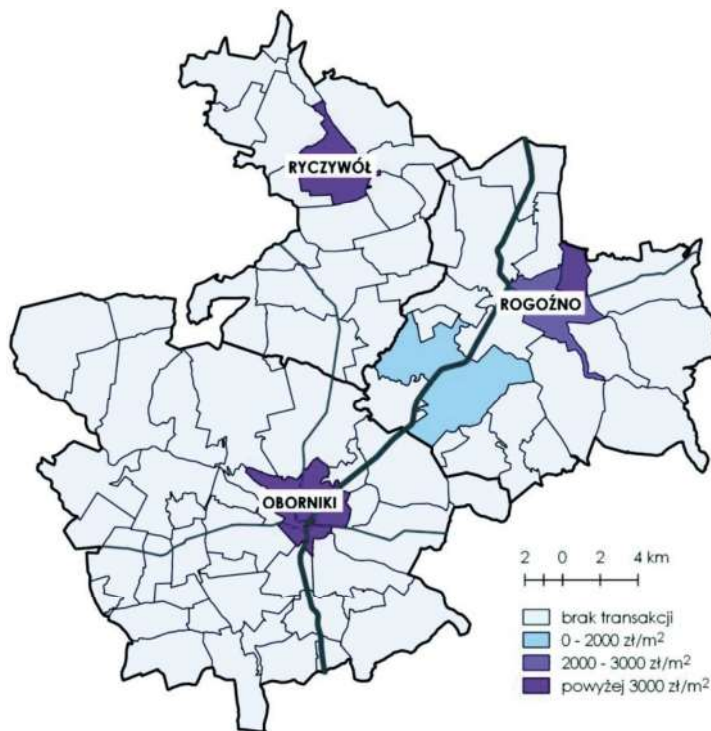 RYCZYWÓŁ
ROGOŹNO
OBORNIKI
2 0 2 4 km
brak transakcji
0 - 2000 zł/m²
2000 - 3000 zł/m²
powyżej 3000 zł/m²